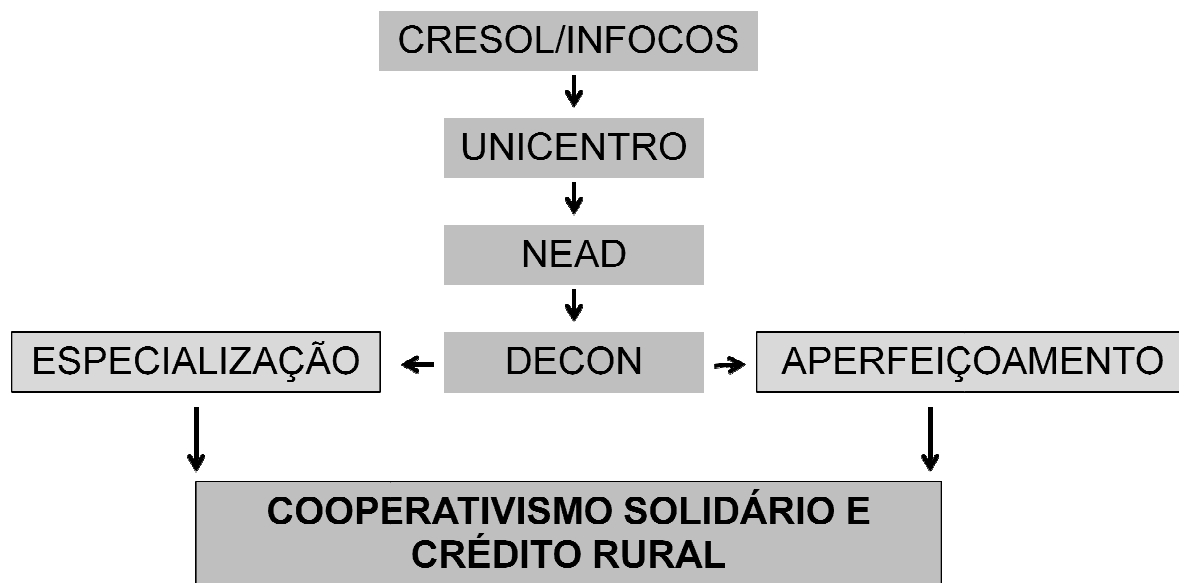 CRESOL/INFOCOS
UNICENTRO
NEAD
ESPECIALIZAÇÃO
DECON
APERFEIÇOAMENTO
COOPERATIVISMO SOLIDÁRIO E
CRÉDITO RURAL